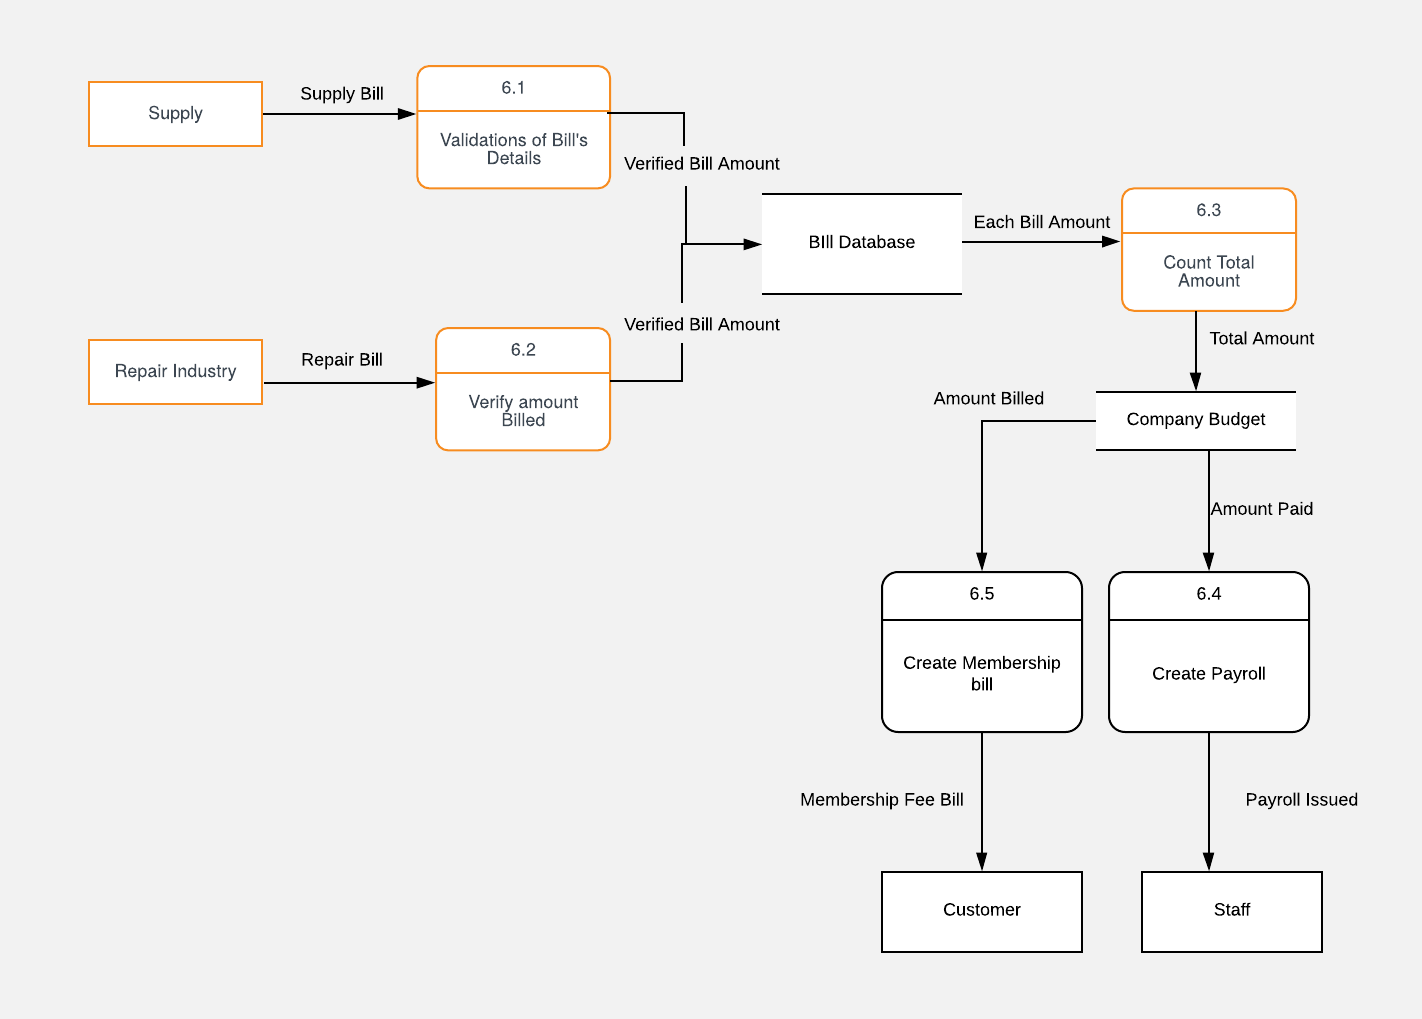 Supply
Supply Bill
6.1
Validations of Bill's
Details
Verified Bill Amount
BIll Database
Each Bill Amount
6.3
Count Total
Amount
Repair Industry
Repair Bill
6.2
Verify amount
Billed
Verified Bill Amount
Total Amount
Company Budget
Amount Billed
Amount Paid
6.5
Create Membership
bill
6.4
Create Payroll
Membership Fee Bill
Payroll Issued
Customer
Staff